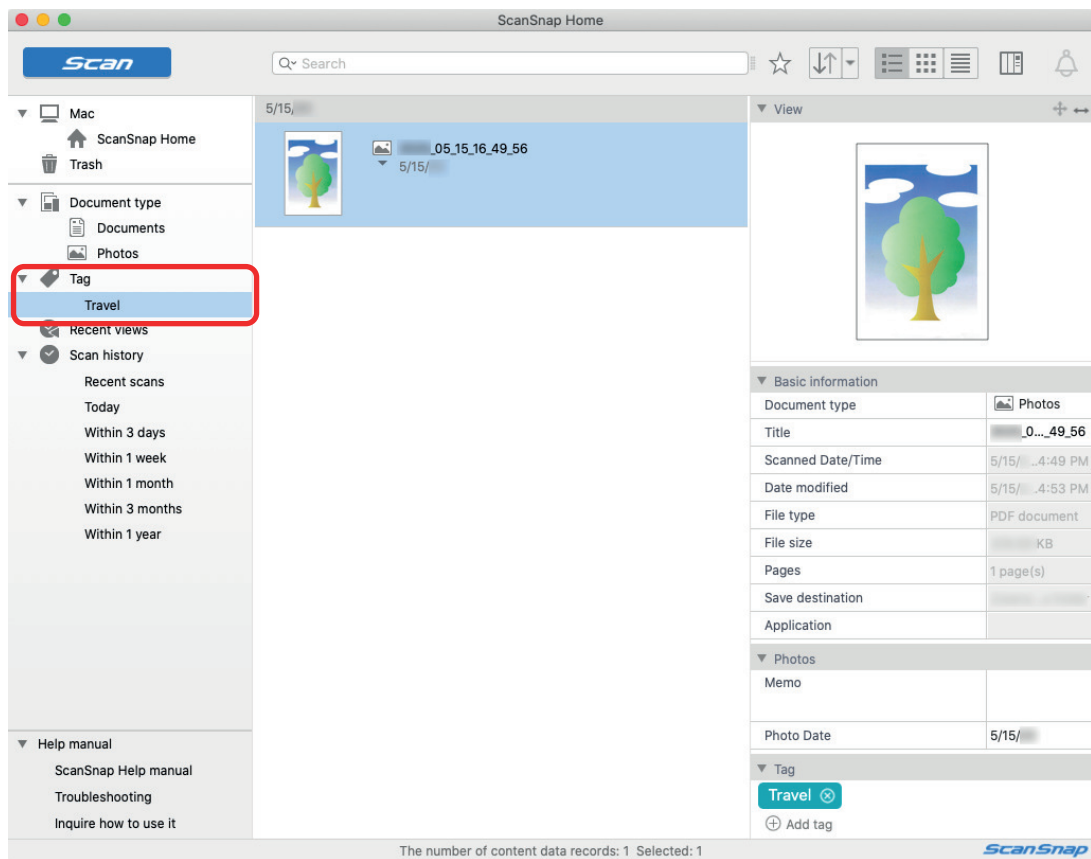 ScanSnap Home
Scan
Search
Mac
ScanSnap Home
Trash
Document type
Documents
Photos
Tag
Travel
Recent views
Scan history
Recent scans
Today
Within 3 days
Within 1 week
Within 1 month
Within 3 months
Within 1 year
Help manual
ScanSnap Help manual
Troubleshooting
Inquire how to use it
5/15/
_05_15_16_49_56
5/15/
View
Basic information
Document type Photos
Title _0..._49_56
Scanned Date/Time 5/15/ ..4:49 PM
Date modified 5/15/ .4:53 PM
File type PDF document
File size KB
Pages 1 page(s)
Save destination
Application
Photos
Memo
Photo Date 5/15/
Tag
Travel
Add tag
The number of content data records: 1 Selected: 1
ScanSnap